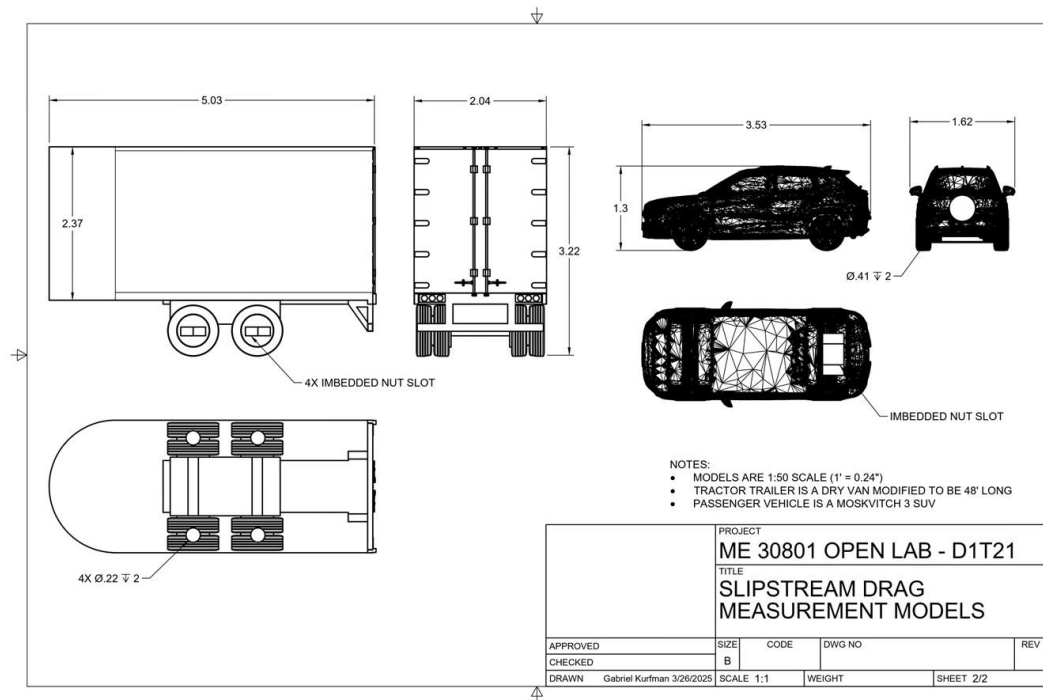 5.03
2.04
3.53
1.62
2.37
3.22
1.3
Ø.41 ↧ 2
4X IMBEDDED NUT SLOT
IMBEDDED NUT SLOT
4X Ø.22 ↧ 2
NOTES:
• MODELS ARE 1:50 SCALE (1' = 0.24")
• TRACTOR TRAILER IS A DRY VAN MODIFIED TO BE 48' LONG
• PASSENGER VEHICLE IS A MOSKVITCH 3 SUV
PROJECT
ME 30801 OPEN LAB - D1T21
TITLE
SLIPSTREAM DRAG
MEASUREMENT MODELS
APPROVED
SIZE CODE DWG NO REV
CHECKED
B
DRAWN Gabriel Kurfman 3/26/2025 SCALE 1:1 WEIGHT SHEET 2/2